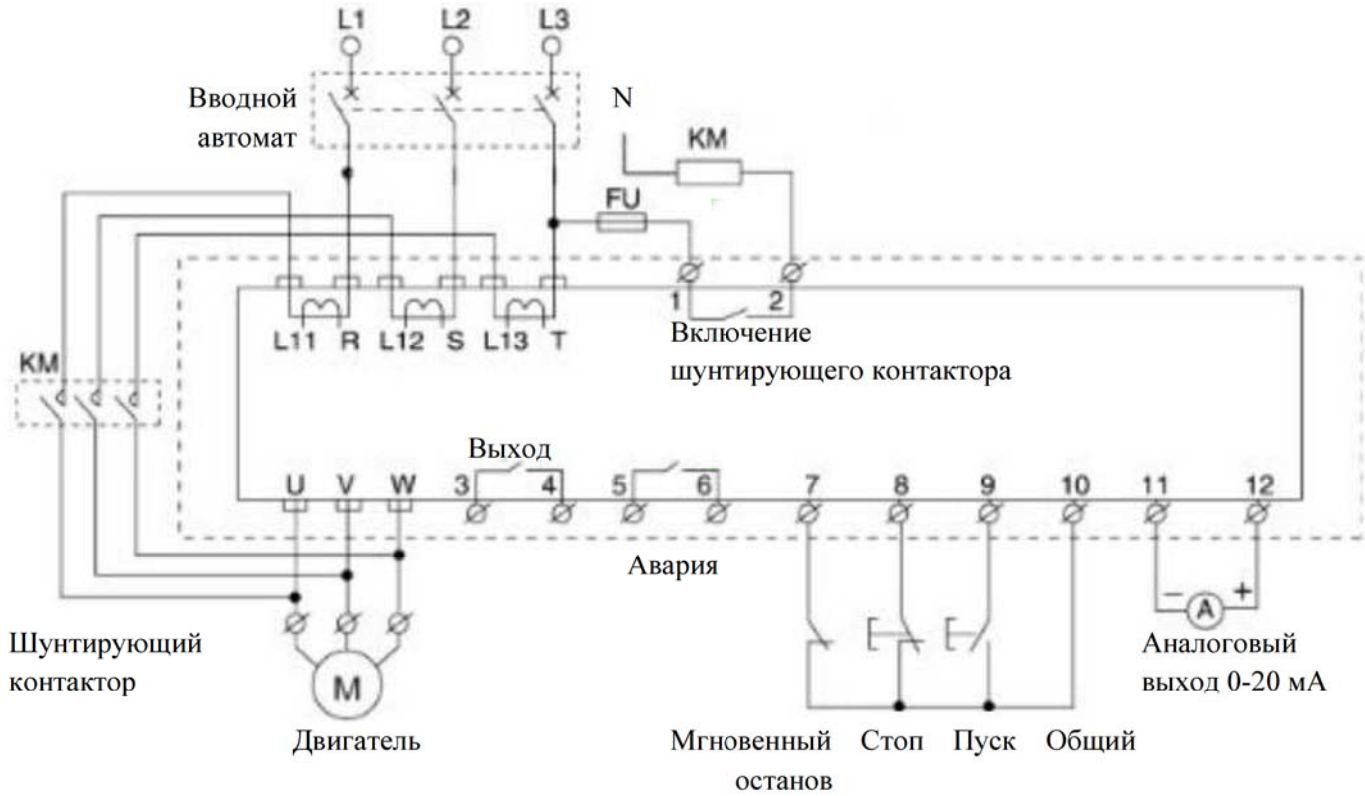 L1 L2 L3
Вводной
автомат
N
KM
FU
1 2
L11 R L12 S L13 T
Включение
шунтирующего контактора
KM
Выход
U V W 3 4 5 6 7 8 9 10 11 12
Авария
− A +
Шунтирующий
контактор
M
Аналоговый
выход 0-20 мА
Двигатель
Мгновенный
останов
Стоп
Пуск
Общий